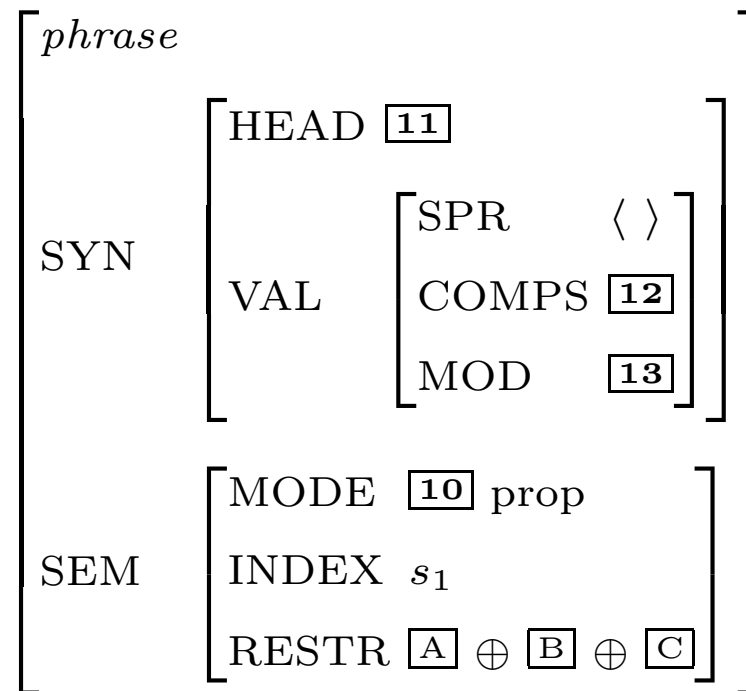 phrase
HEAD 11
SPR ⟨ ⟩
SYN
VAL COMPS 12
MOD 13
MODE 10 prop
SEM INDEX s₁
RESTR A ⊕ B ⊕ C